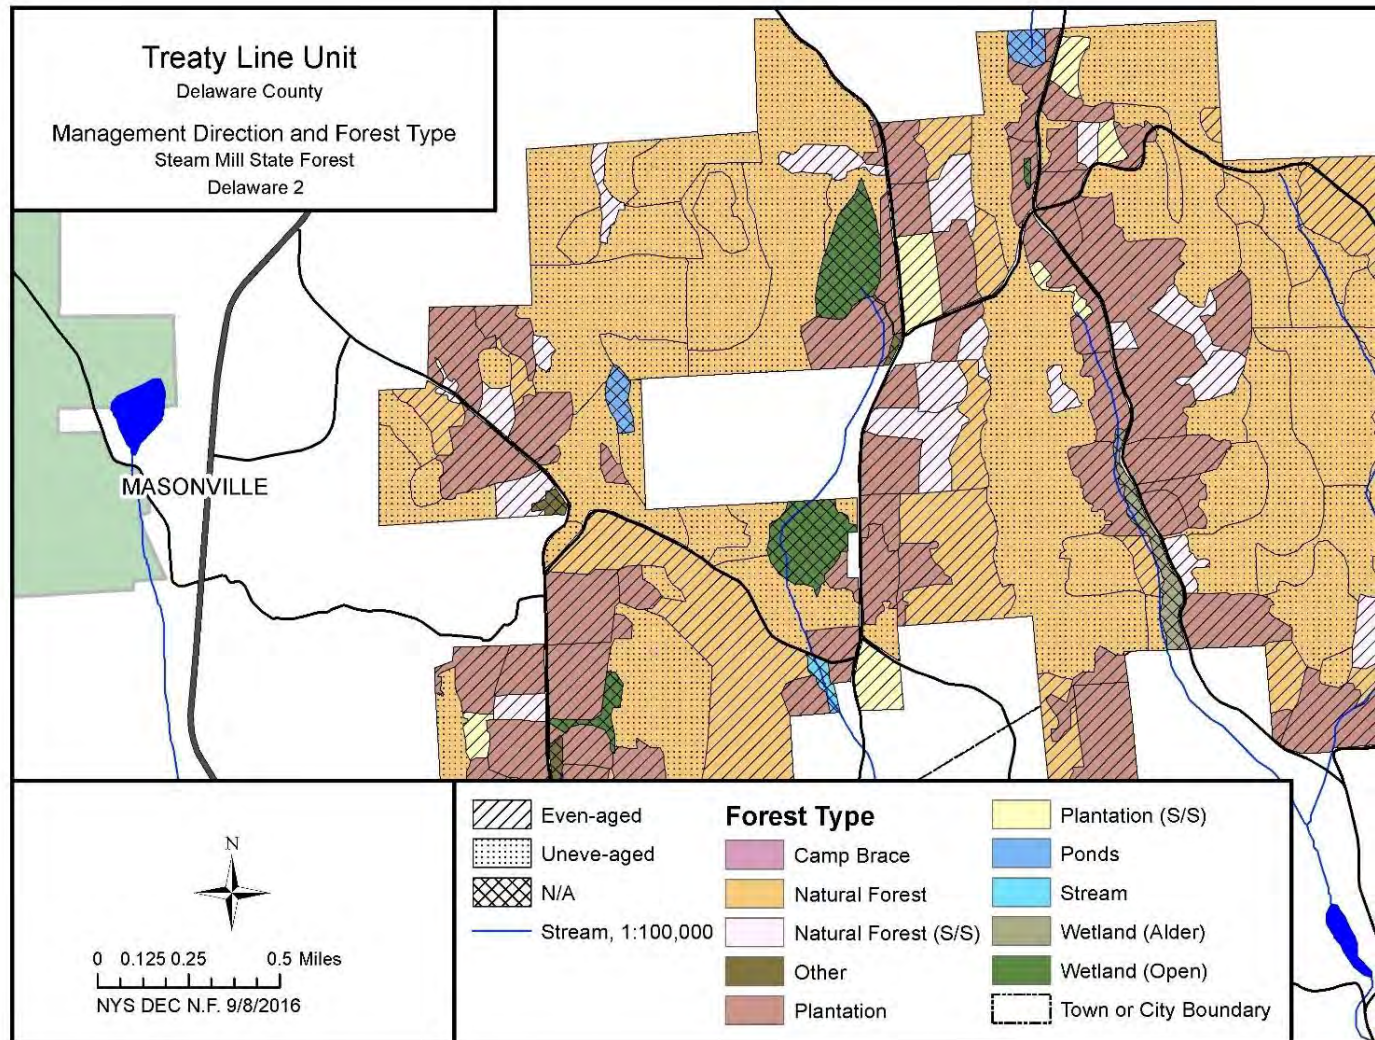 Treaty Line Unit
Delaware County
Management Direction and Forest Type
Steam Mill State Forest
Delaware 2
MASONVILLE
N
0 0.125 0.25 0.5 Miles
NYS DEC N.F. 9/8/2016
Even-aged
Uneve-aged
N/A
Stream, 1:100,000
Forest Type
Camp Brace
Natural Forest
Natural Forest (S/S)
Other
Plantation
Plantation (S/S)
Ponds
Stream
Wetland (Alder)
Wetland (Open)
Town or City Boundary